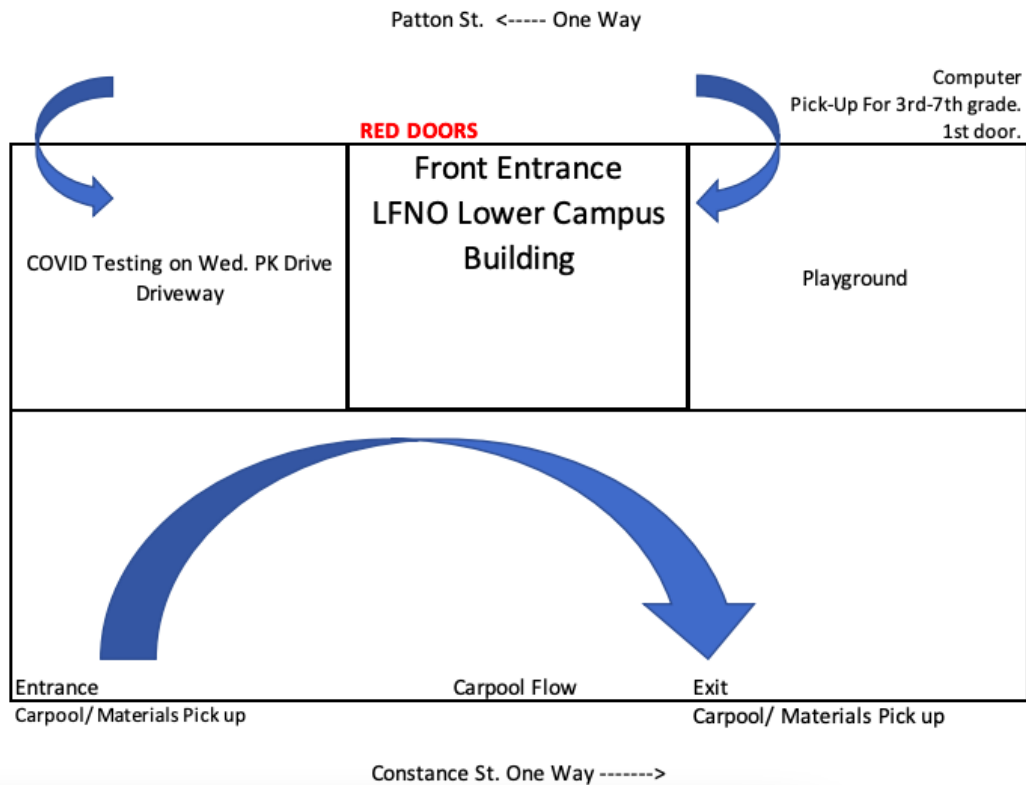 Patton St. <----- One Way
Computer
Pick-Up For 3rd-7th grade.
1st door.
RED DOORS
Front Entrance
LFNO Lower Campus
Building
COVID Testing on Wed. PK Drive
Driveway
Playground
Entrance
Carpool Flow
Exit
Carpool/ Materials Pick up
Carpool/ Materials Pick up
Constance St. One Way ------->